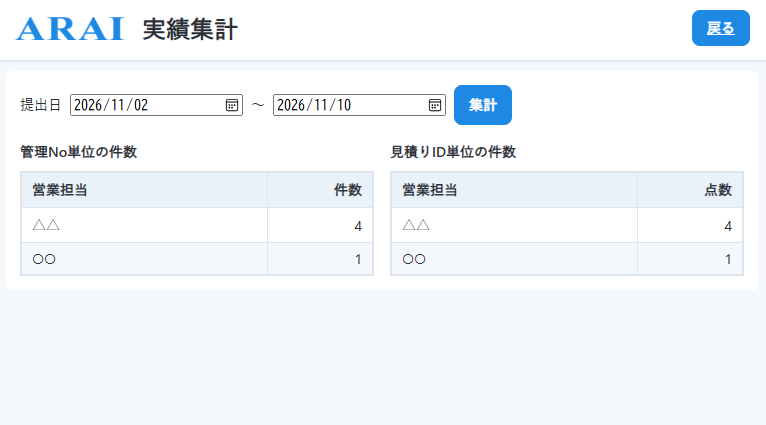 ARAI 実績集計 戻る
提出日 2026/11/02 ～ 2026/11/10 集計
管理No単位の件数
営業担当 件数
△△ 4
○○ 1
見積りID単位の件数
営業担当 点数
△△ 4
○○ 1